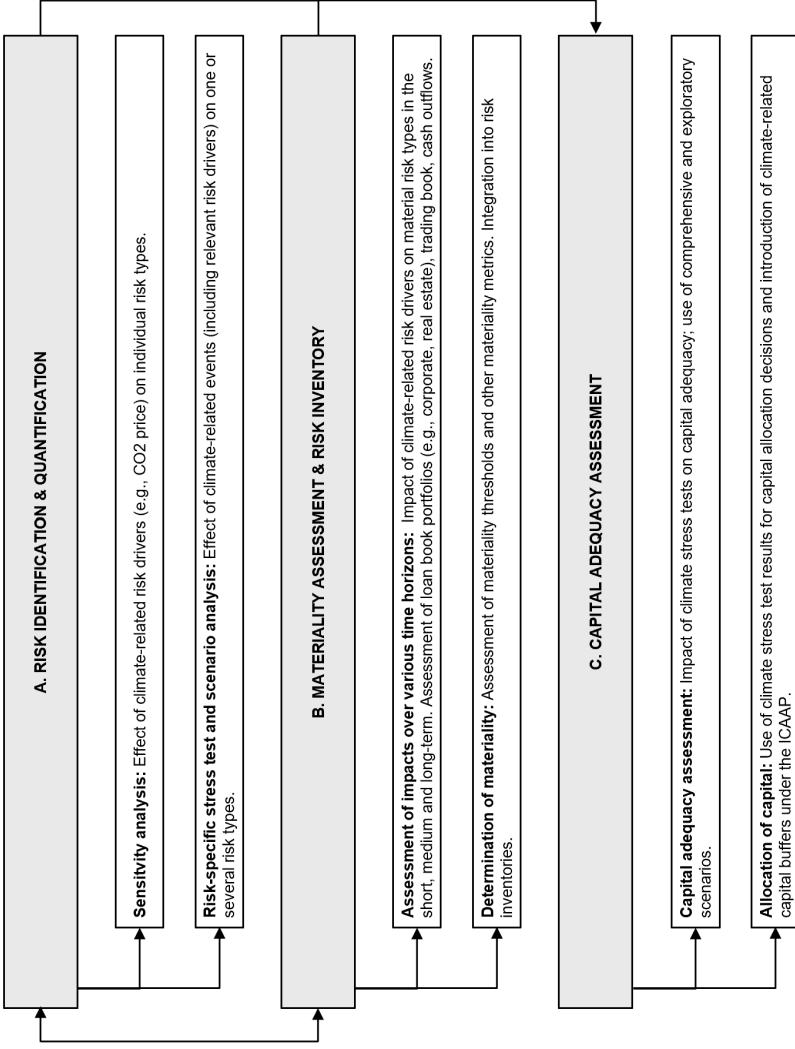 A. RISK IDENTIFICATION & QUANTIFICATION
Sensitvity analysis: Effect of climate-related risk drivers (e.g., CO2 price) on individual risk types.
Risk-specific stress test and scenario analysis: Effect of climate-related events (including relevant risk drivers) on one or
several risk types.
B. MATERIALITY ASSESSMENT & RISK INVENTORY
Assessment of impacts over various time horizons: Impact of climate-related risk drivers on material risk types in the
short, medium and long-term. Assessment of loan book portfolios (e.g., corporate, real estate), trading book, cash outflows.
Determination of materiality: Assessment of materiality thresholds and other materiality metrics. Integration into risk
inventories.
C. CAPITAL ADEQUACY ASSESSMENT
Capital adequacy assessment: Impact of climate stress tests on capital adequacy; use of comprehensive and exploratory
scenarios.
Allocation of capital: Use of climate stress test results for capital allocation decisions and introduction of climate-related
capital buffers under the ICAAP.